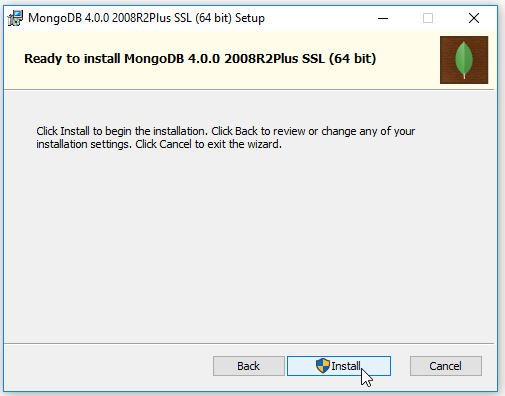 MongoDB 4.0.0 2008R2Plus SSL (64 bit) Setup
Ready to install MongoDB 4.0.0 2008R2Plus SSL (64 bit)
Click Install to begin the installation. Click Back to review or change any of your
installation settings. Click Cancel to exit the wizard.
Back Install Cancel